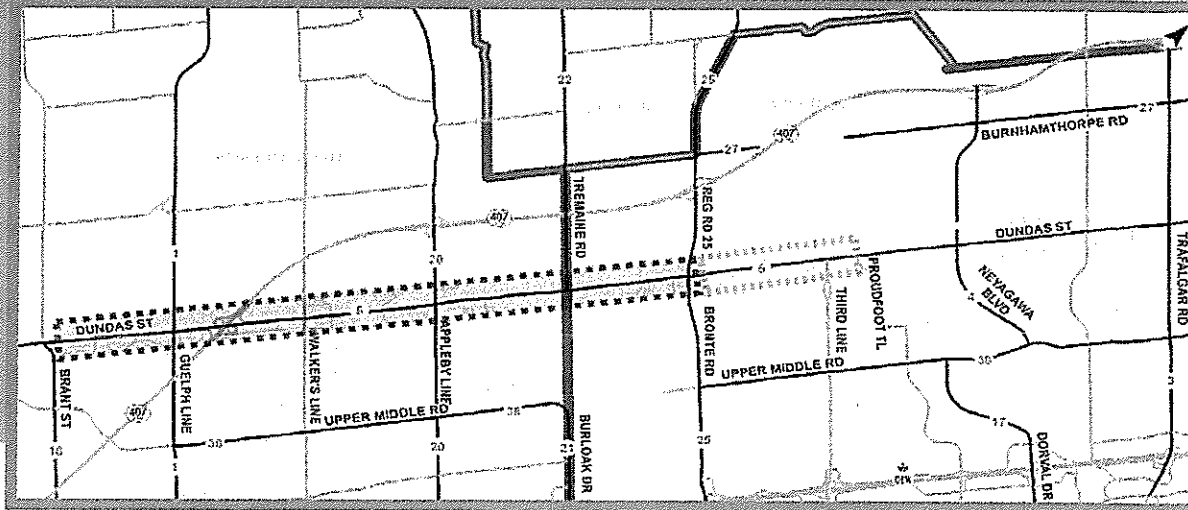 22
25
27
BURNHAMTHORPE RD
407
27
TREMAINE RD
REG RD 25
407
DUNDAS ST
TRAFALGAR RD
1
20
6
PROUDFOOT TL
NEYAGAWA
BLVD
4
THIRD LINE
DUNDAS ST
5
BRANT ST
GUELPH LINE
WALKER'S LINE
APPLEBY LINE
BRONTE RD
UPPER MIDDLE RD
30
3
407
UPPER MIDDLE RD
38
38
BURLOAK DR
17
18
1
20
21
25
QEW
DORVAL DR